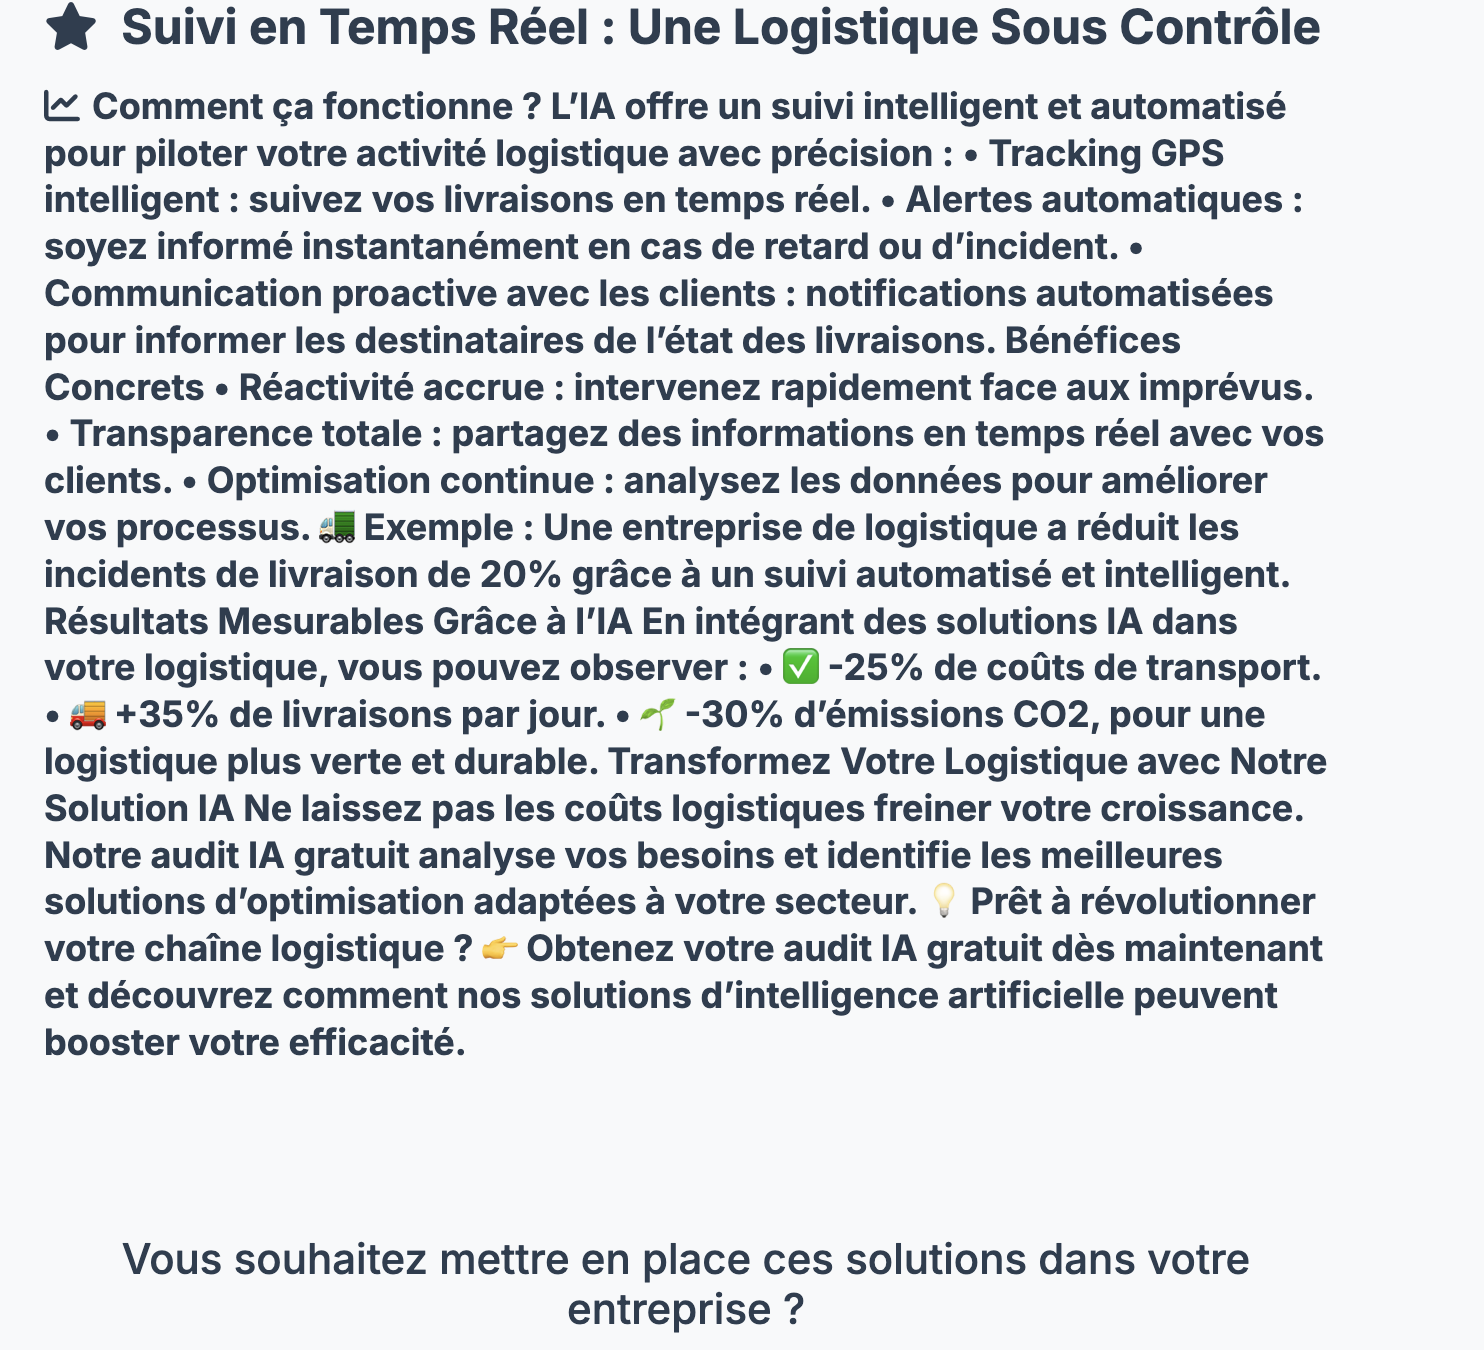 Suivi en Temps Réel : Une Logistique Sous Contrôle
Comment ça fonctionne ? L’IA offre un suivi intelligent et automatisé
pour piloter votre activité logistique avec précision : • Tracking GPS
intelligent : suivez vos livraisons en temps réel. • Alertes automatiques :
soyez informé instantanément en cas de retard ou d’incident. •
Communication proactive avec les clients : notifications automatisées
pour informer les destinataires de l’état des livraisons. Bénéfices
Concrets • Réactivité accrue : intervenez rapidement face aux imprévus.
• Transparence totale : partagez des informations en temps réel avec vos
clients. • Optimisation continue : analysez les données pour améliorer
vos processus. 🚛 Exemple : Une entreprise de logistique a réduit les
incidents de livraison de 20% grâce à un suivi automatisé et intelligent.
Résultats Mesurables Grâce à l’IA En intégrant des solutions IA dans
votre logistique, vous pouvez observer : • ✅ -25% de coûts de transport.
• 🚚 +35% de livraisons par jour. • 🌱 -30% d’émissions CO2, pour une
logistique plus verte et durable. Transformez Votre Logistique avec Notre
Solution IA Ne laissez pas les coûts logistiques freiner votre croissance.
Notre audit IA gratuit analyse vos besoins et identifie les meilleures
solutions d’optimisation adaptées à votre secteur. 💡 Prêt à révolutionner
votre chaîne logistique ? 👉 Obtenez votre audit IA gratuit dès maintenant
et découvrez comment nos solutions d’intelligence artificielle peuvent
booster votre efficacité.
Vous souhaitez mettre en place ces solutions dans votre
entreprise ?